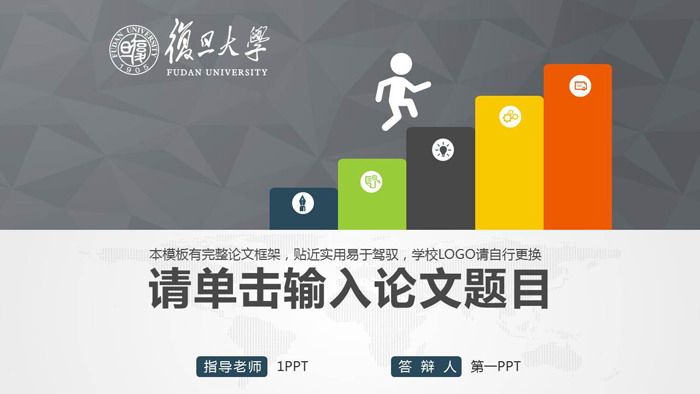 復旦大學
FUDAN UNIVERSITY
FUDAN UNIVERSITY
1905
本模板有完整论文框架，贴近实用易于驾驭，学校LOGO请自行更换
请单击输入论文题目
指导老师 1PPT
答 辩 人 第一PPT